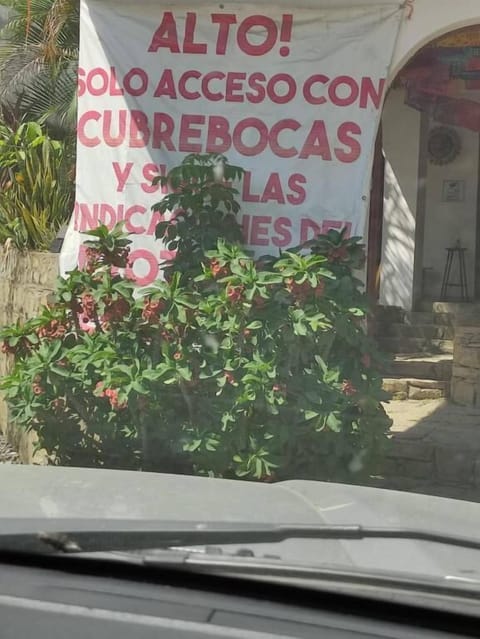 ALTO!
SOLO ACCESO CON
CUBREBOCAS
Y LAS
DEL